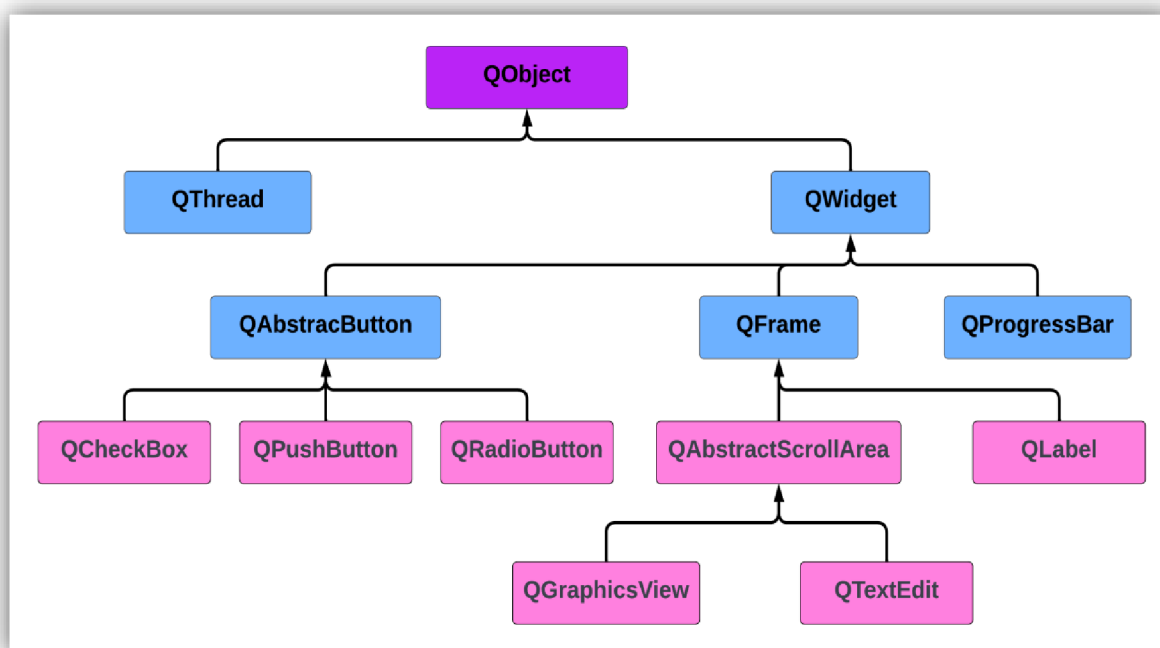 QObject
QThread
QWidget
QAbstracButton
QFrame
QProgressBar
QCheckBox
QPushButton
QRadioButton
QAbstractScrollArea
QLabel
QGraphicsView
QTextEdit